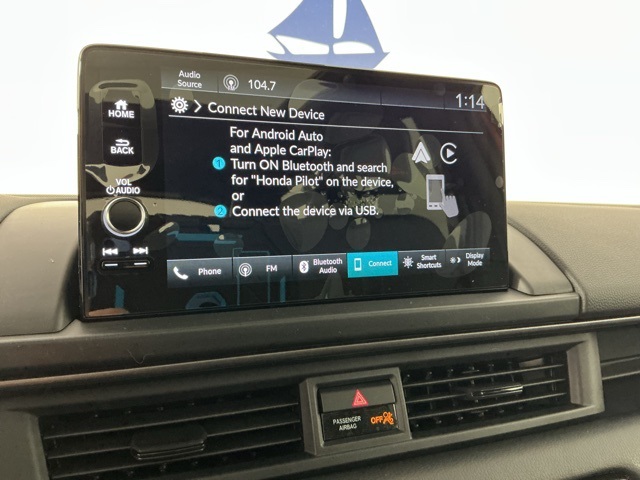 Audio
Source
104.7
1:14
HOME
Connect New Device
For Android Auto
and Apple CarPlay:
1 Turn ON Bluetooth and search
for "Honda Pilot" on the device,
or
2 Connect the device via USB.
BACK
VOL
AUDIO
Phone
FM
Bluetooth
Audio
Connect
Smart
Shortcuts
Display
Mode
PASSENGER
AIRBAG
OFF